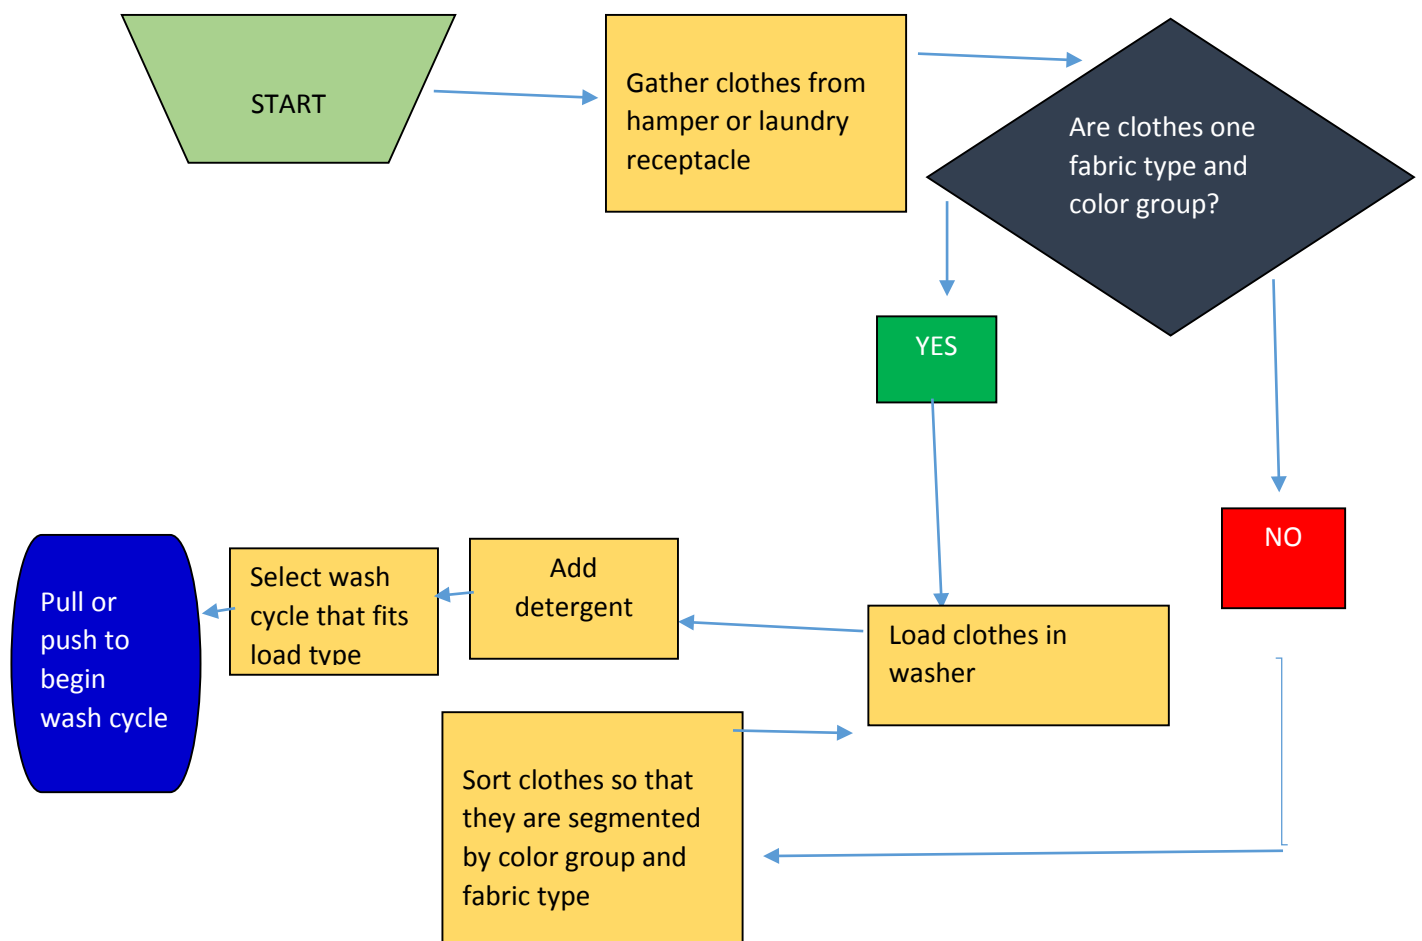 START
Gather clothes from
hamper or laundry
receptacle
Are clothes one
fabric type and
color group?
YES
NO
Load clothes in
washer
Add
detergent
Select wash
cycle that fits
load type
Pull or
push to
begin
wash cycle
Sort clothes so that
they are segmented
by color group and
fabric type